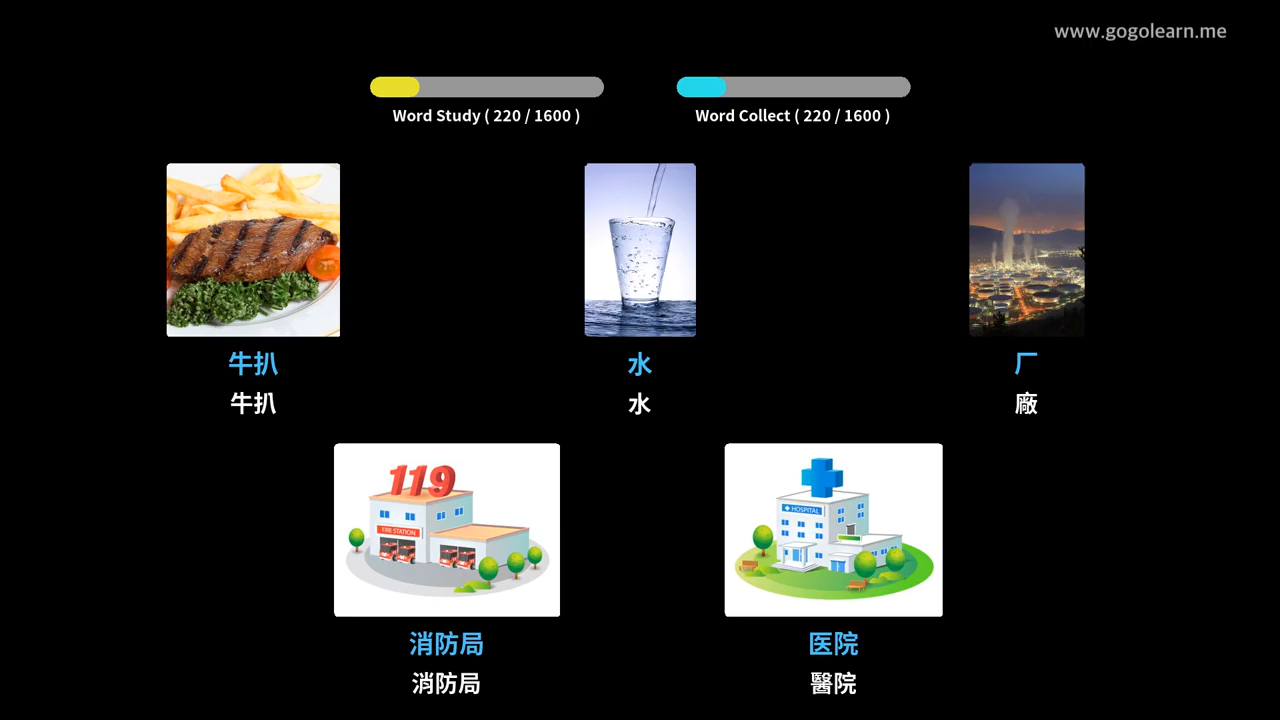 www.gogolearn.me
Word Study ( 220 / 1600 )
Word Collect ( 220 / 1600 )
牛扒
牛扒
水
水
厂
廠
119
FIRE STATION
HOSPITAL
消防局
消防局
医院
醫院